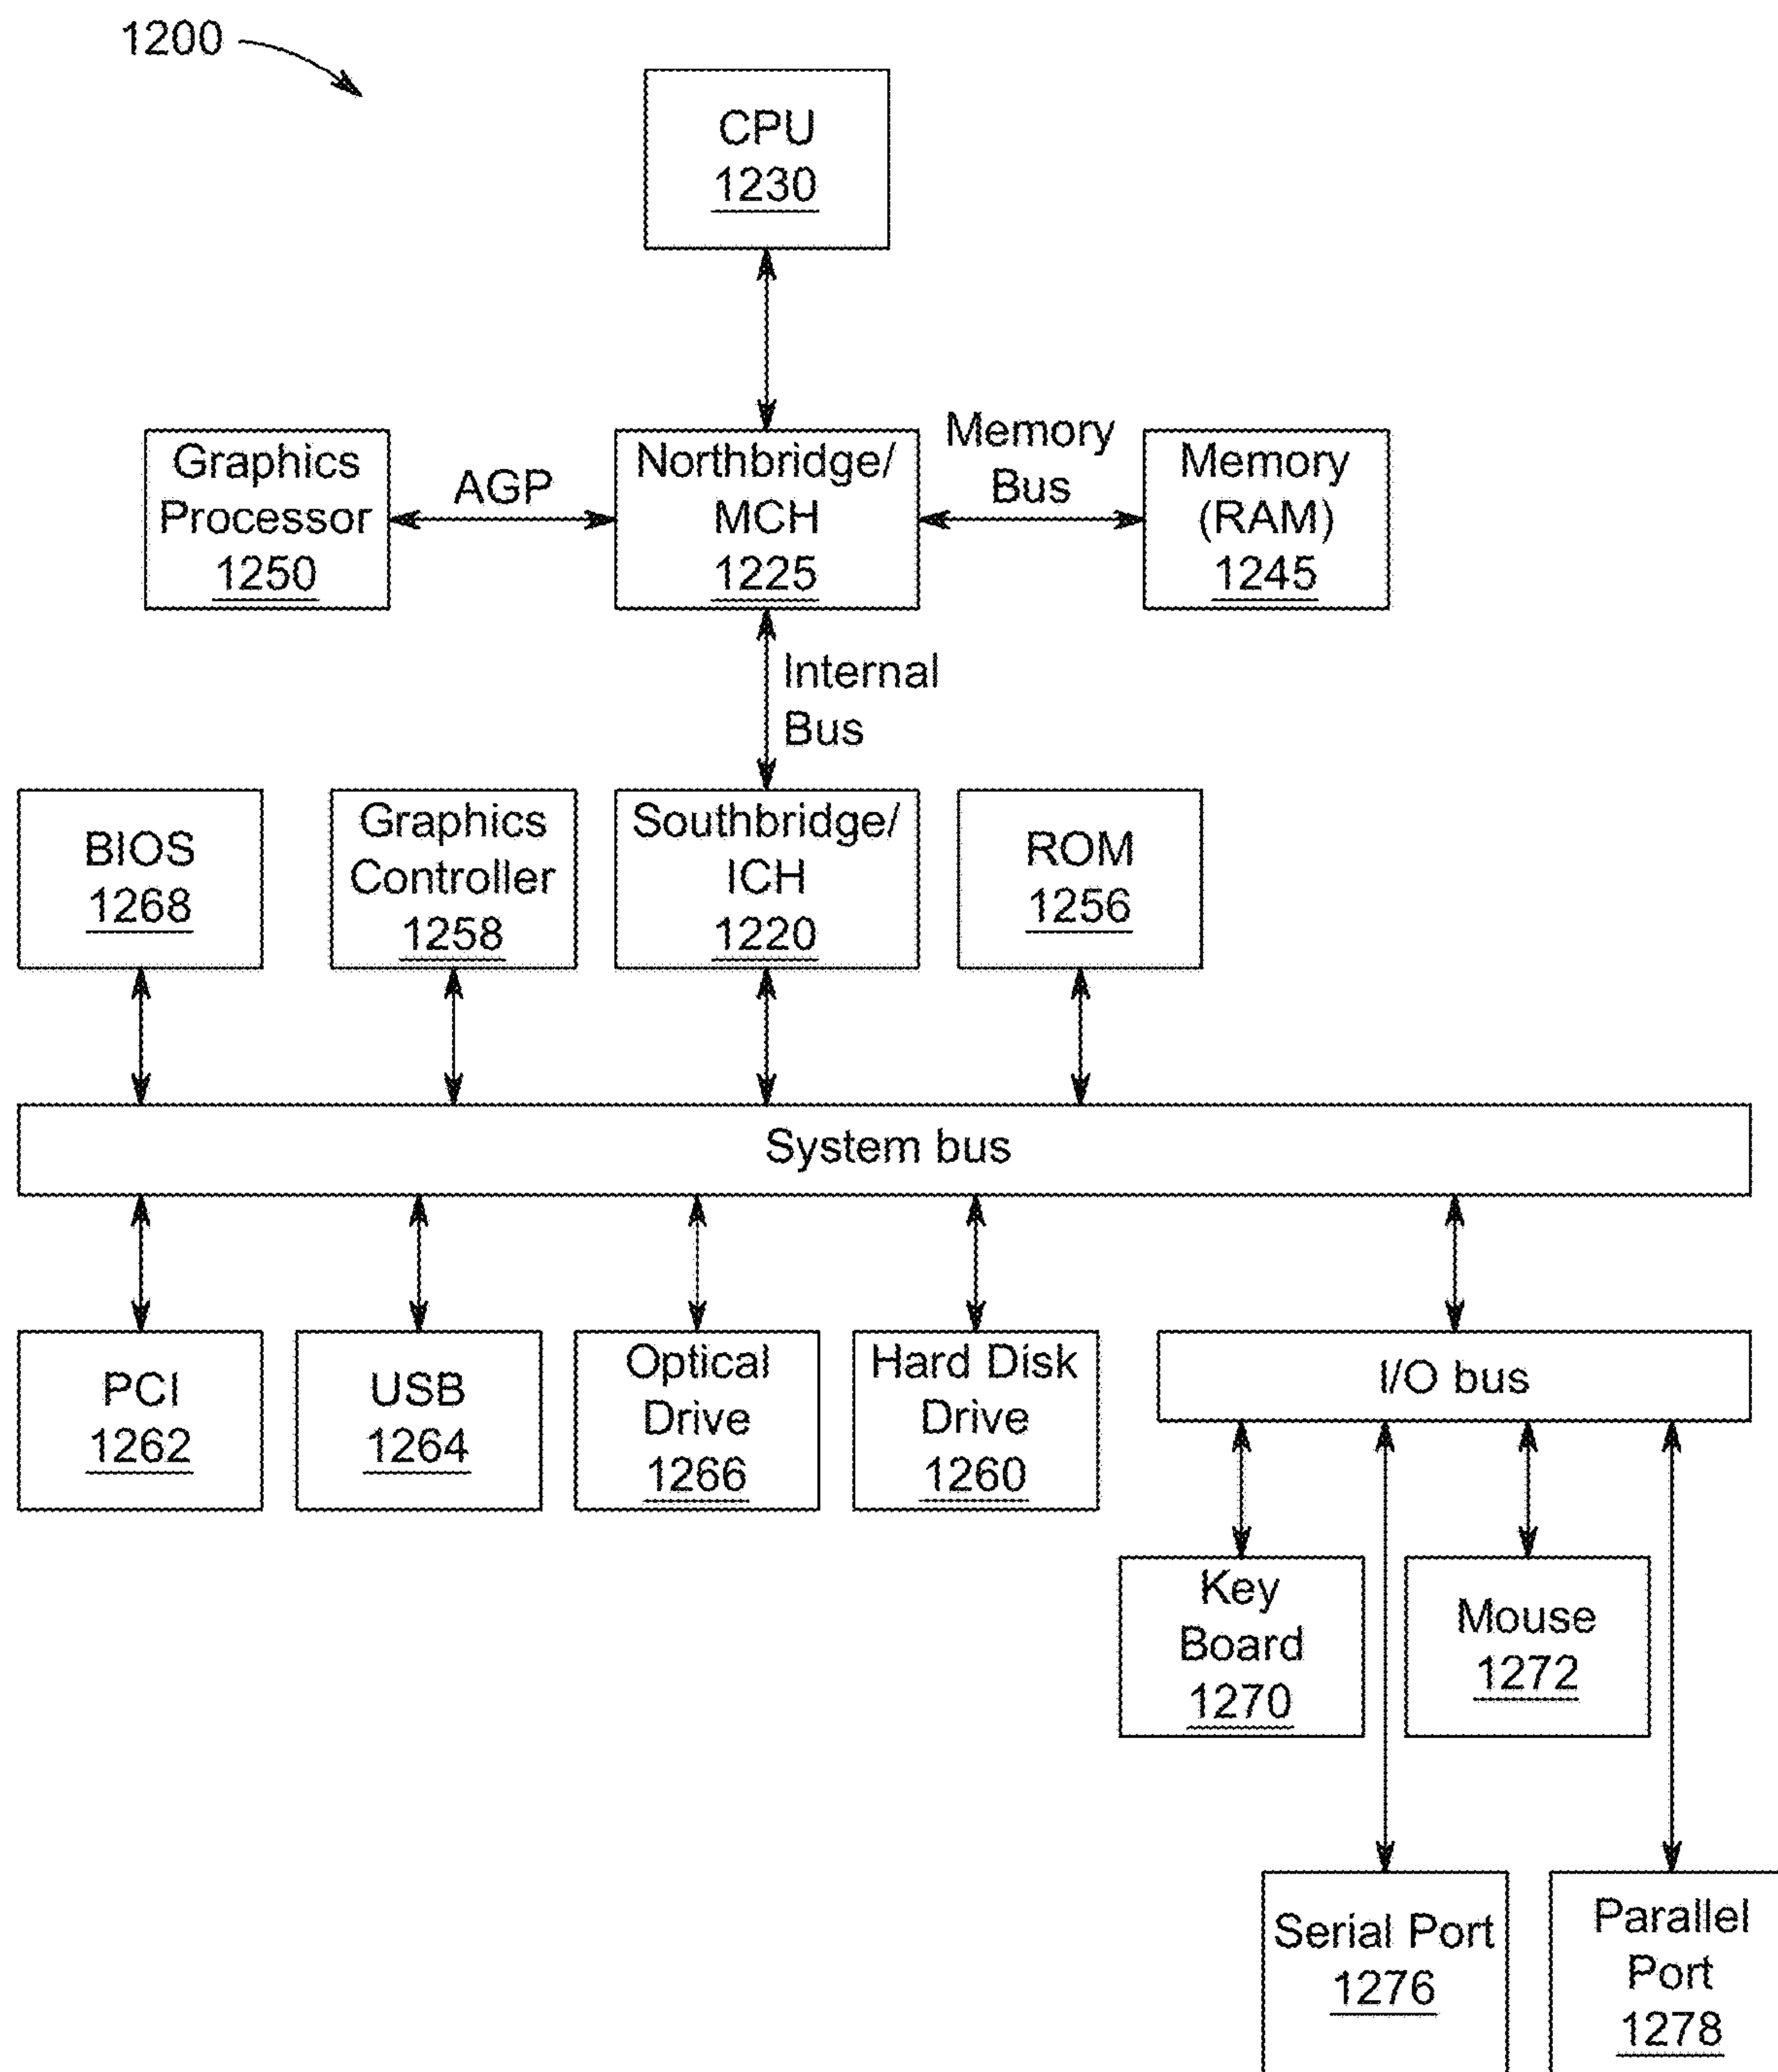 1200
CPU
1230
Graphics
Processor
1250
AGP
Northbridge/
MCH
1225
Memory
Bus
Memory
(RAM)
1245
Internal
Bus
BIOS
1268
Graphics
Controller
1258
Southbridge/
ICH
1220
ROM
1256
System bus
PCI
1262
USB
1264
Optical
Drive
1266
Hard Disk
Drive
1260
I/O bus
Key
Board
1270
Mouse
1272
Serial Port
1276
Parallel
Port
1278